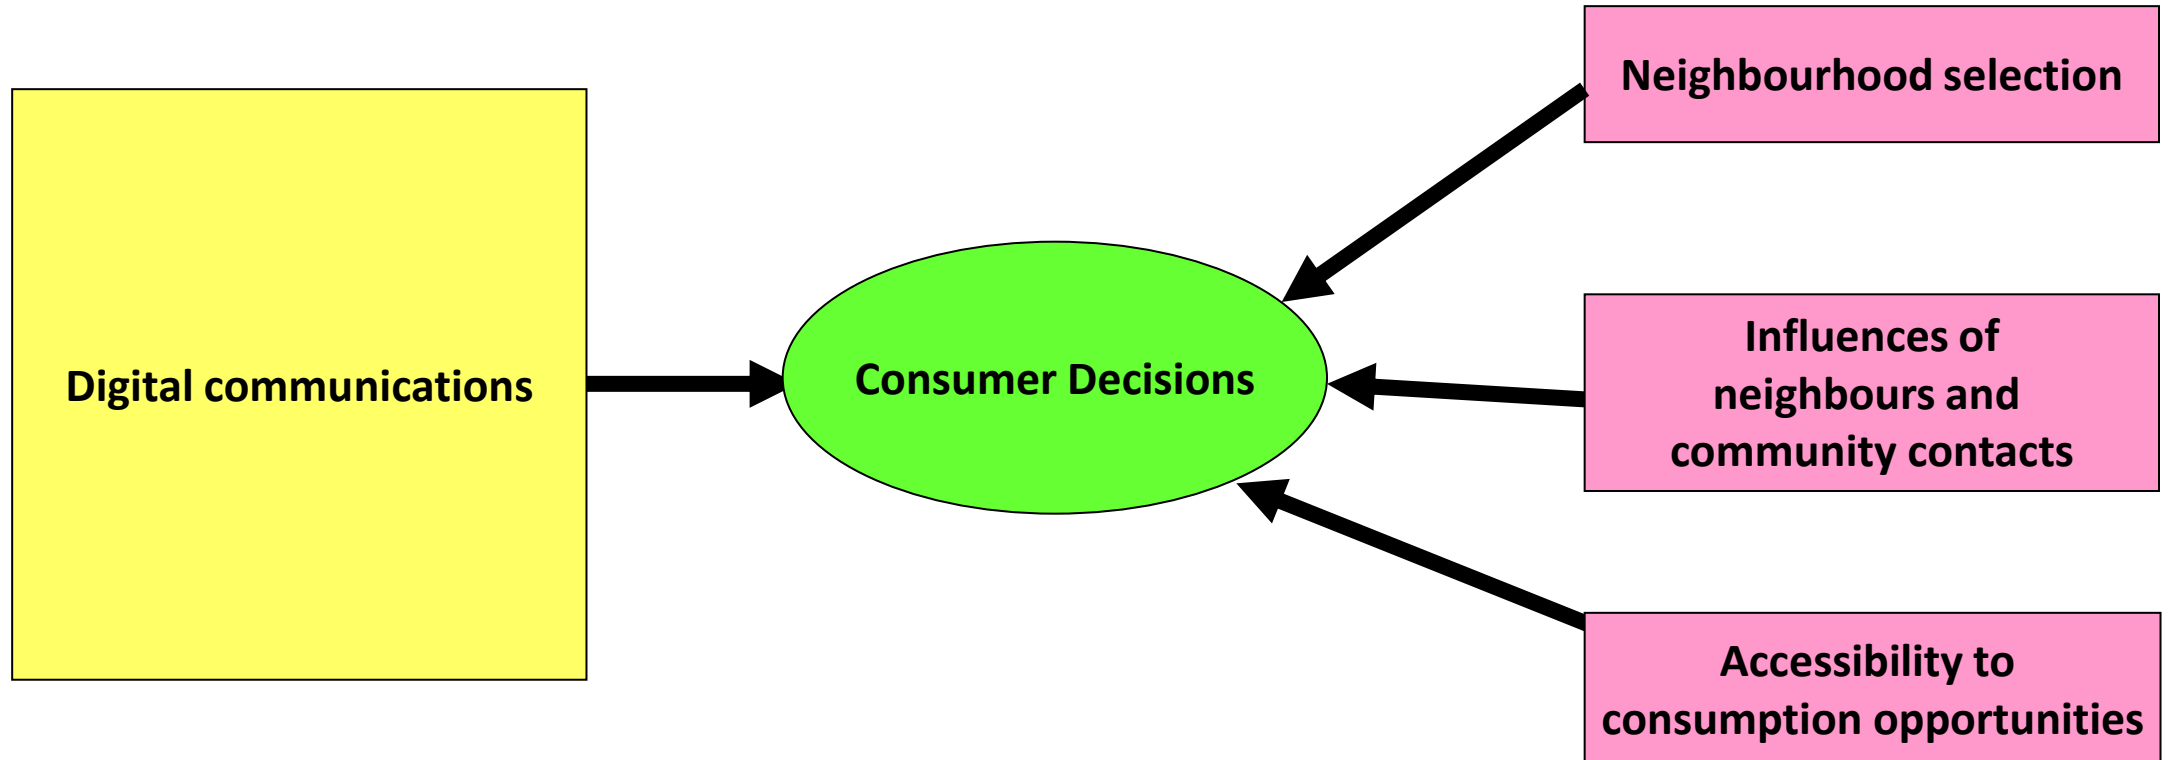 Digital communications
Consumer Decisions
Neighbourhood selection
Influences of
neighbours and
community contacts
Accessibility to
consumption opportunities